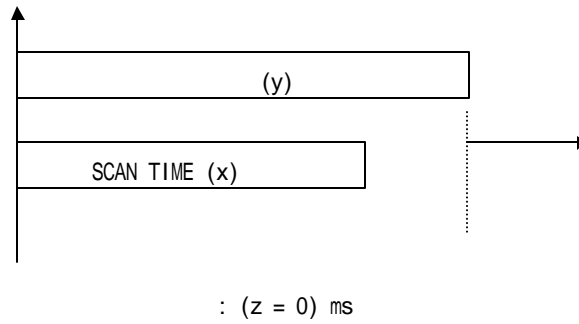 (y)
SCAN TIME (x)
: (z = 0) ms